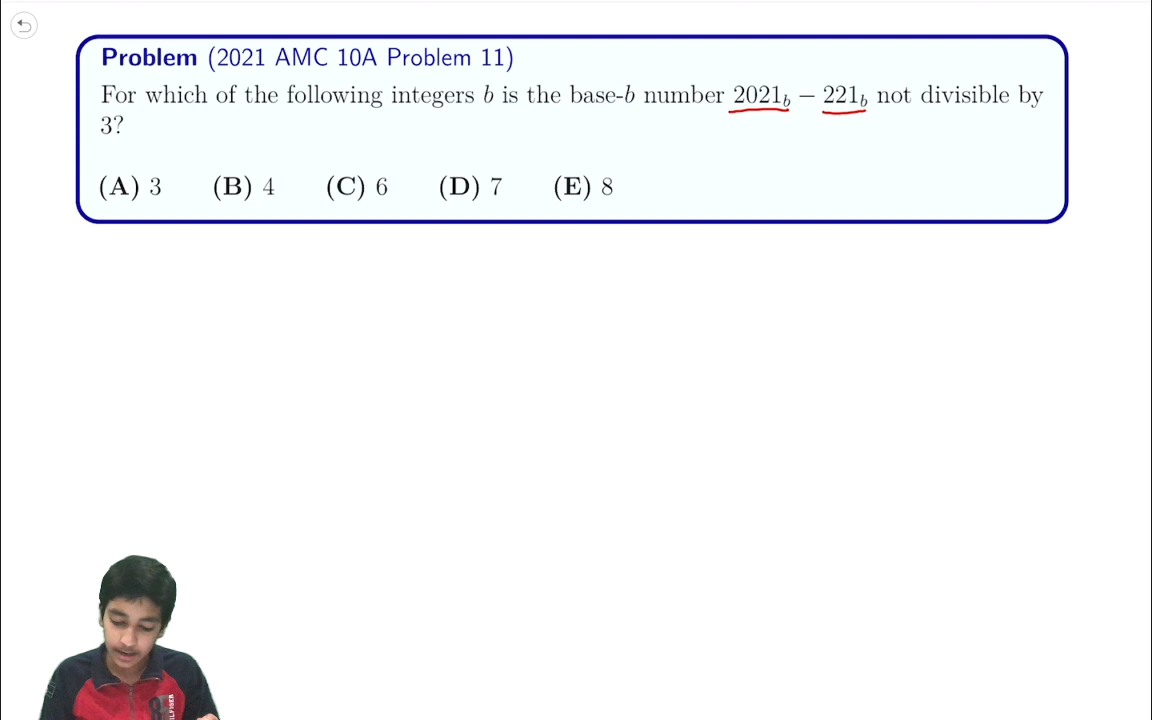 Problem (2021 AMC 10A Problem 11)
For which of the following integers b is the base-b number 2021_b − 221_b not divisible by
3?
(A) 3 (B) 4 (C) 6 (D) 7 (E) 8